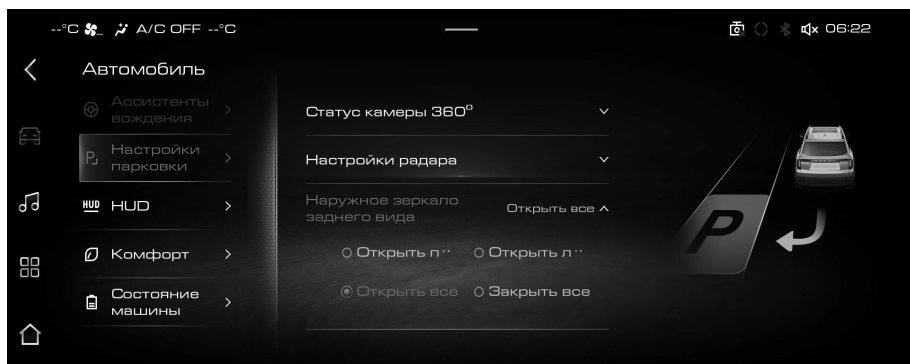 --°C A/C OFF --°C
06:22
Автомобиль
Ассистенты
вождения
Настройки
парковки
HUD HUD
Комфорт
Состояние
машины
Статус камеры 360°
Настройки радара
Наружное зеркало
заднего вида
Открыть все
Открыть п··
Открыть л··
Открыть все
Закрыть все
P